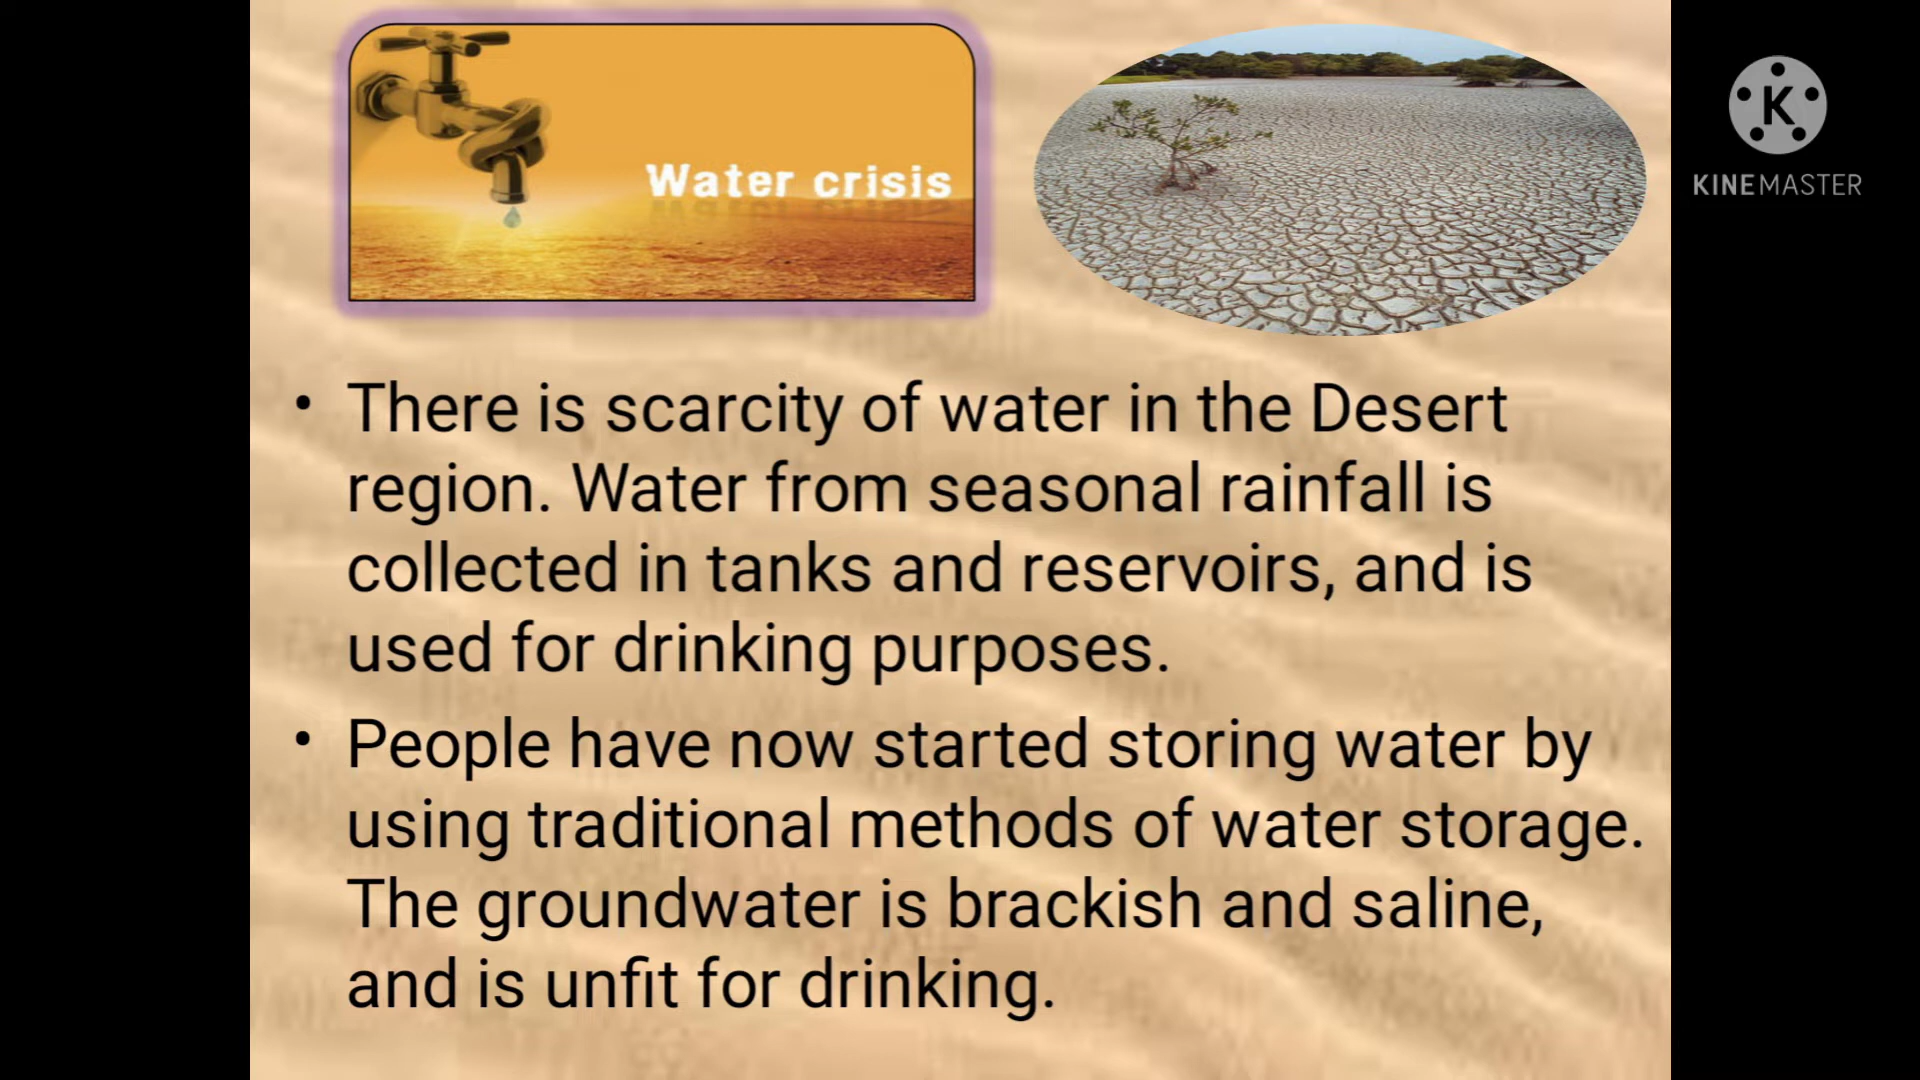 Water crisis
K
KINEMASTER
• There is scarcity of water in the Desert
region. Water from seasonal rainfall is
collected in tanks and reservoirs, and is
used for drinking purposes.
• People have now started storing water by
using traditional methods of water storage.
The groundwater is brackish and saline,
and is unfit for drinking.